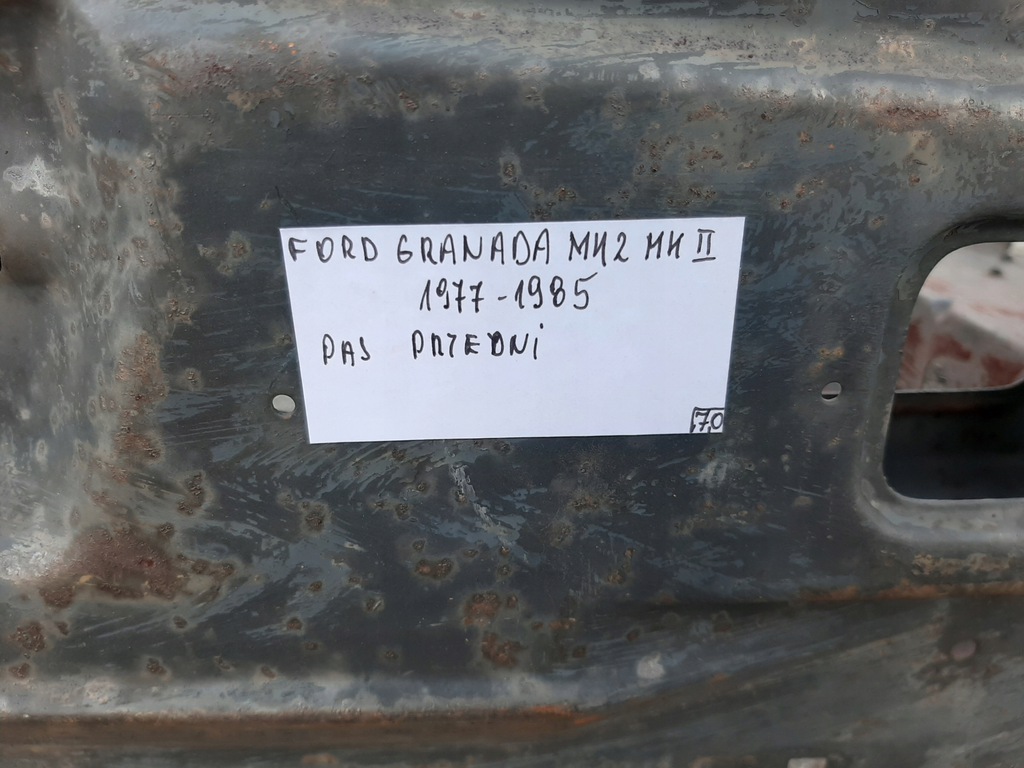 FORD GRANADA MK2 MK II
1977-1985
PAS PRZEDNi
70